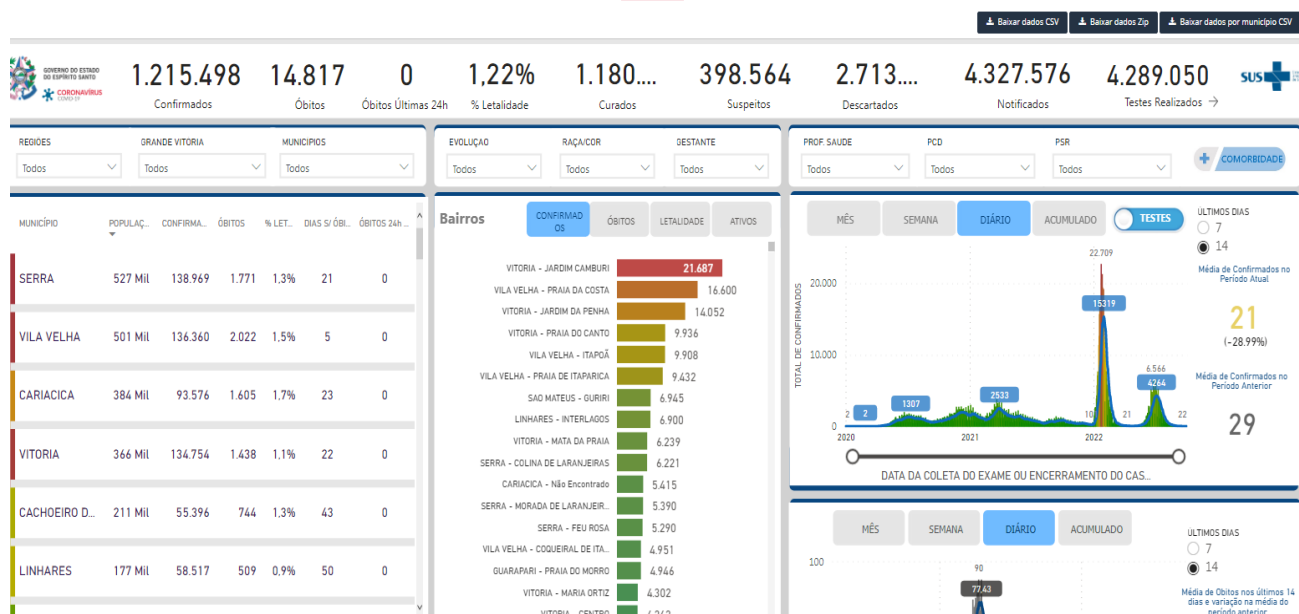 Baixar dados CSV
Baixar dados Zip
Baixar dados por município CSV
GOVERNO DO ESTADO
DO ESPÍRITO SANTO
CORONAVÍRUS
COVID-19
1.215.498
Confirmados
14.817
Óbitos
0
Óbitos Últimas 24h
1,22%
% Letalidade
1.180....
Curados
398.564
Suspeitos
2.713....
Descartados
4.327.576
Notificados
4.289.050
Testes Realizados →
SUS
REGIÕES
Todos
GRANDE VITORIA
Todos
MUNICIPIOS
Todos
EVOLUÇAO
Todos
RAÇA/COR
Todos
GESTANTE
Todos
PROF. SAUDE
Todos
PCD
Todos
PSR
Todos
COMORBIDADE
MUNICÍPIO POPULAÇ... CONFIRMA... ÓBITOS % LET... DIAS S/ ÓBI... ÓBITOS 24h ...
SERRA 527 Mil 138.969 1.771 1,3% 21 0
VILA VELHA 501 Mil 136.360 2.022 1,5% 5 0
CARIACICA 384 Mil 93.576 1.605 1,7% 23 0
VITORIA 366 Mil 134.754 1.438 1,1% 22 0
CACHOEIRO D... 211 Mil 55.396 744 1,3% 43 0
LINHARES 177 Mil 58.517 509 0,9% 50 0
Bairros
CONFIRMAD
OS
ÓBITOS
LETALIDADE
ATIVOS
VITORIA - JARDIM CAMBURI 21.687
VILA VELHA - PRAIA DA COSTA 16.600
VITORIA - JARDIM DA PENHA 14.052
VITORIA - PRAIA DO CANTO 9.936
VILA VELHA - ITAPOÃ 9.908
VILA VELHA - PRAIA DE ITAPARICA 9.432
SAO MATEUS - GURIRI 6.945
LINHARES - INTERLAGOS 6.900
VITORIA - MATA DA PRAIA 6.239
SERRA - COLINA DE LARANJEIRAS 6.221
CARIACICA - Não Encontrado 5.415
SERRA - MORADA DE LARANJEIR... 5.390
SERRA - FEU ROSA 5.290
VILA VELHA - COQUEIRAL DE ITA... 4.951
GUARAPARI - PRAIA DO MORRO 4.946
VITORIA - MARIA ORTIZ 4.302
VITORIA - CENTRO
MÊS
SEMANA
DIÁRIO
ACUMULADO
TESTES
ÚLTIMOS DIAS
7
14
Média de Confirmados no
Período Atual
21
(-28.99%)
Média de Confirmados no
Período Anterior
29
TOTAL DE CONFIRMADOS
20.000
10.000
0
22.709
15319
6.566
4264
2533
1307
2 2
10
21
22
2020 2021 2022
DATA DA COLETA DO EXAME OU ENCERRAMENTO DO CAS...
MÊS
SEMANA
DIÁRIO
ACUMULADO
100
90
77,43
ÚLTIMOS DIAS
7
14
Média de Obitos nos últimos 14
dias e variação na média do
período anterior